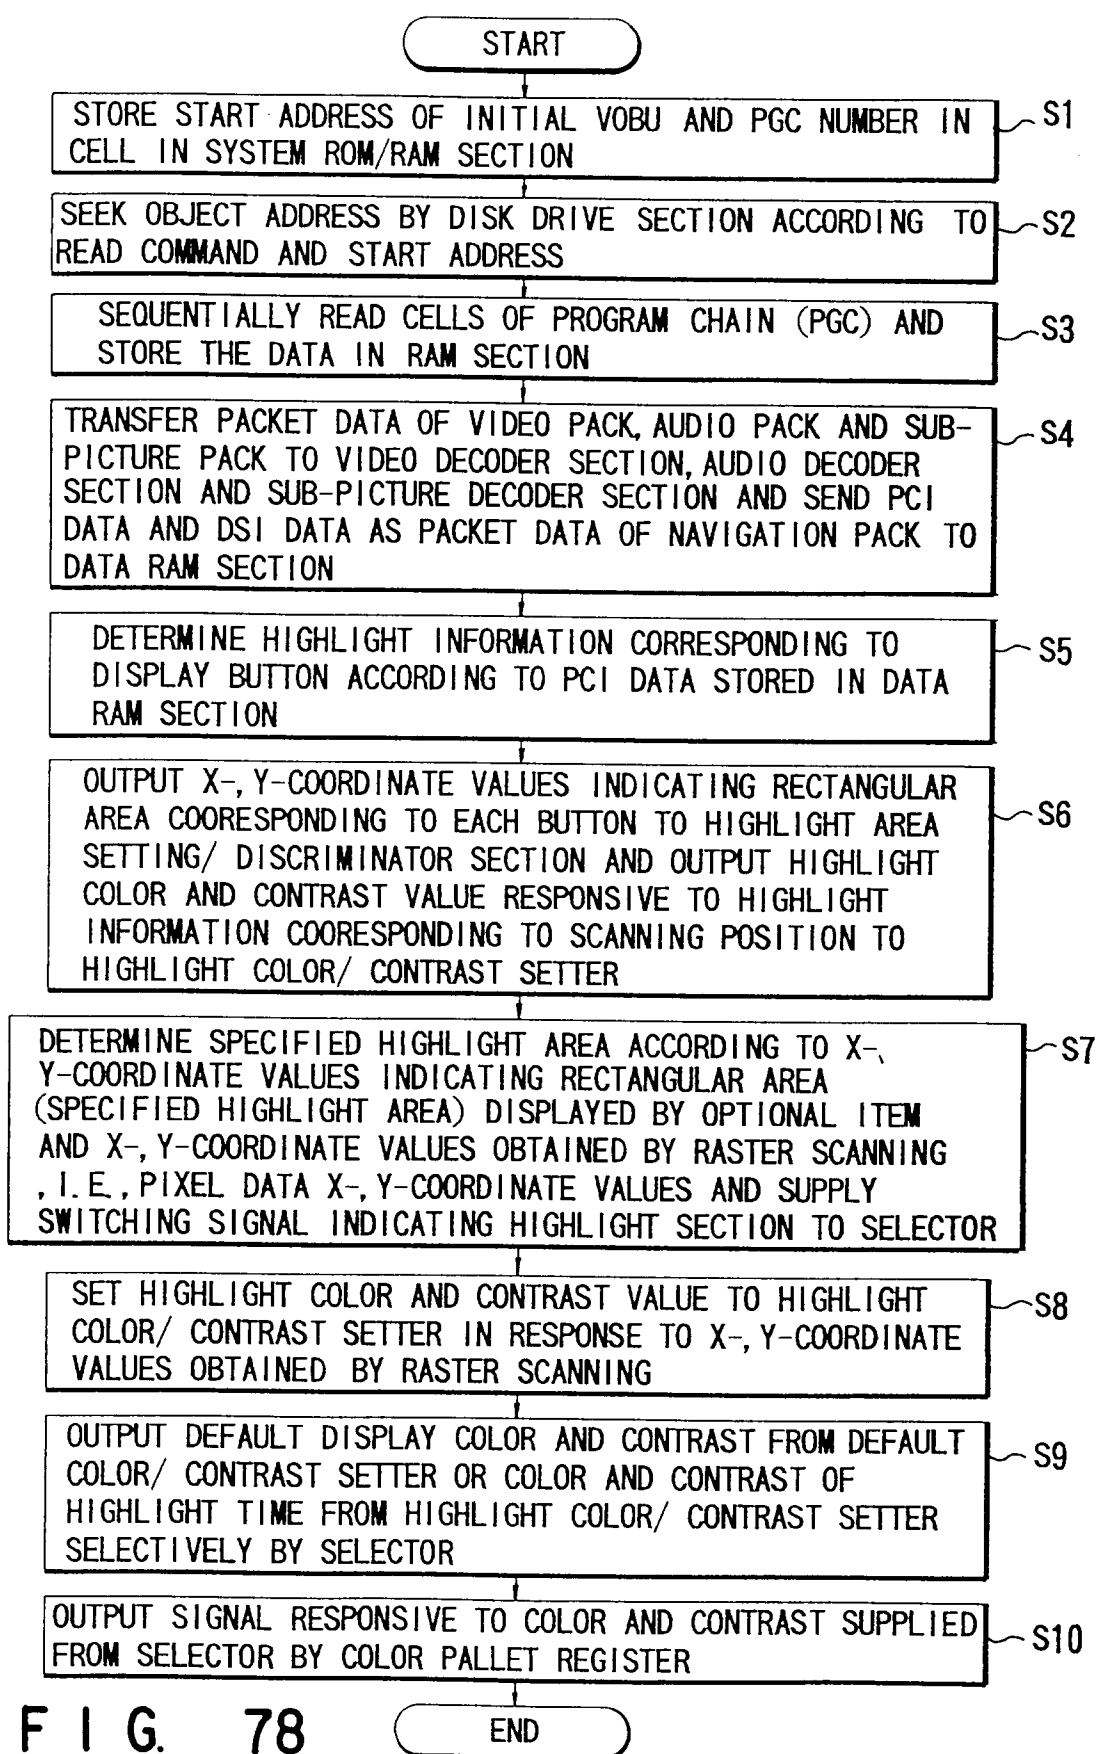 START
STORE START ADDRESS OF INITIAL VOBU AND PGC NUMBER IN
CELL IN SYSTEM ROM/RAM SECTION
S1
SEEK OBJECT ADDRESS BY DISK DRIVE SECTION ACCORDING TO
READ COMMAND AND START ADDRESS
S2
SEQUENTIALLY READ CELLS OF PROGRAM CHAIN (PGC) AND
STORE THE DATA IN RAM SECTION
S3
TRANSFER PACKET DATA OF VIDEO PACK, AUDIO PACK AND SUB-
PICTURE PACK TO VIDEO DECODER SECTION, AUDIO DECODER
SECTION AND SUB-PICTURE DECODER SECTION AND SEND PCI
DATA AND DSI DATA AS PACKET DATA OF NAVIGATION PACK TO
DATA RAM SECTION
S4
DETERMINE HIGHLIGHT INFORMATION CORRESPONDING TO
DISPLAY BUTTON ACCORDING TO PCI DATA STORED IN DATA
RAM SECTION
S5
OUTPUT X-, Y-COORDINATE VALUES INDICATING RECTANGULAR
AREA COORESPONDING TO EACH BUTTON TO HIGHLIGHT AREA
SETTING/ DISCRIMINATOR SECTION AND OUTPUT HIGHLIGHT
COLOR AND CONTRAST VALUE RESPONSIVE TO HIGHLIGHT
INFORMATION COORESPONDING TO SCANNING POSITION TO
HIGHLIGHT COLOR/ CONTRAST SETTER
S6
DETERMINE SPECIFIED HIGHLIGHT AREA ACCORDING TO X-,
Y-COORDINATE VALUES INDICATING RECTANGULAR AREA
(SPECIFIED HIGHLIGHT AREA) DISPLAYED BY OPTIONAL ITEM
AND X-, Y-COORDINATE VALUES OBTAINED BY RASTER SCANNING
, I.E., PIXEL DATA X-, Y-COORDINATE VALUES AND SUPPLY
SWITCHING SIGNAL INDICATING HIGHLIGHT SECTION TO SELECTOR
S7
SET HIGHLIGHT COLOR AND CONTRAST VALUE TO HIGHLIGHT
COLOR/ CONTRAST SETTER IN RESPONSE TO X-, Y-COORDINATE
VALUES OBTAINED BY RASTER SCANNING
S8
OUTPUT DEFAULT DISPLAY COLOR AND CONTRAST FROM DEFAULT
COLOR/ CONTRAST SETTER OR COLOR AND CONTRAST OF
HIGHLIGHT TIME FROM HIGHLIGHT COLOR/ CONTRAST SETTER
SELECTIVELY BY SELECTOR
S9
OUTPUT SIGNAL RESPONSIVE TO COLOR AND CONTRAST SUPPLIED
FROM SELECTOR BY COLOR PALLET REGISTER
S10
END
FIG. 78